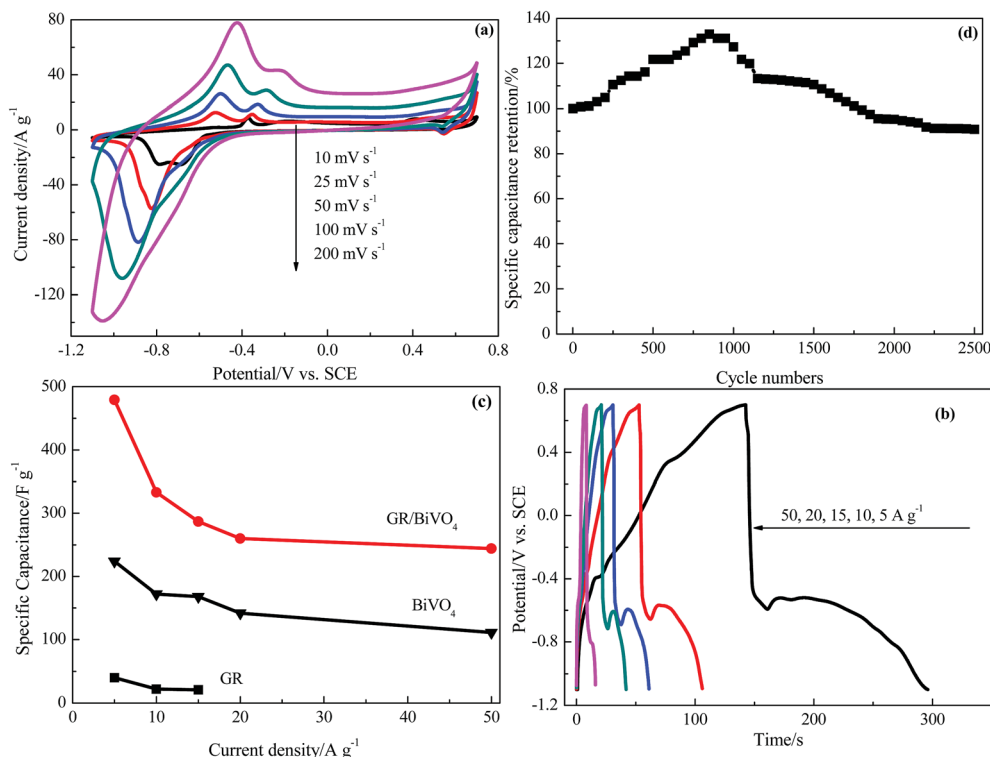 (a)
Current density/A g-1
80
40
0
-40
-80
-120
10 mV s-1
25 mV s-1
50 mV s-1
100 mV s-1
200 mV s-1
-1.2 -0.8 -0.4 0.0 0.4 0.8
Potential/V vs. SCE
(d)
Specific capacitance rention/%
140
120
100
80
60
40
20
0
0 500 1000 1500 2000 2500
Cycle numbers
(c)
Specific Capacitance/F g-1
500
400
300
200
100
0
GR/BiVO4
BiVO4
GR
0 10 20 30 40 50
Current density/A g-1
(b)
Potential/V vs. SCE
0.8
0.4
0.0
-0.4
-0.8
-1.2
50, 20, 15, 10, 5 A g-1
0 100 200 300
Time/s